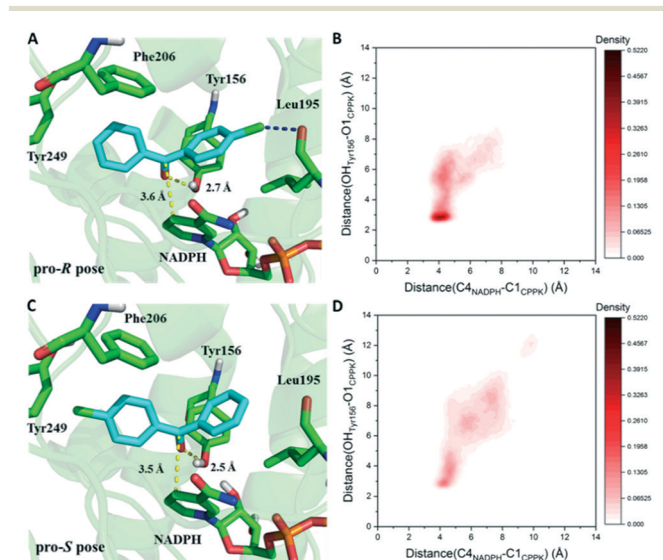 A
Phe206
Tyr156
Leu195
Tyr249
3.6 Å
2.7 Å
NADPH
pro-R pose
B
Density
0.5220
0.4567
0.3915
0.3263
0.2610
0.1958
0.1305
0.06525
0.000
Distance(OHTyr156-O1CPPK) (Å)
14
12
10
8
6
4
2
0
0 2 4 6 8 10 12 14
Distance(C4NADPH-C1CPPK) (Å)
C
Phe206
Tyr156
Leu195
Tyr249
3.5 Å
2.5 Å
NADPH
pro-S pose
D
Density
0.5220
0.4567
0.3915
0.3263
0.2610
0.1958
0.1305
0.06525
0.000
Distance(OHTyr156-O1CPPK) (Å)
14
12
10
8
6
4
2
0
0 2 4 6 8 10 12 14
Distance(C4NADPH-C1CPPK) (Å)